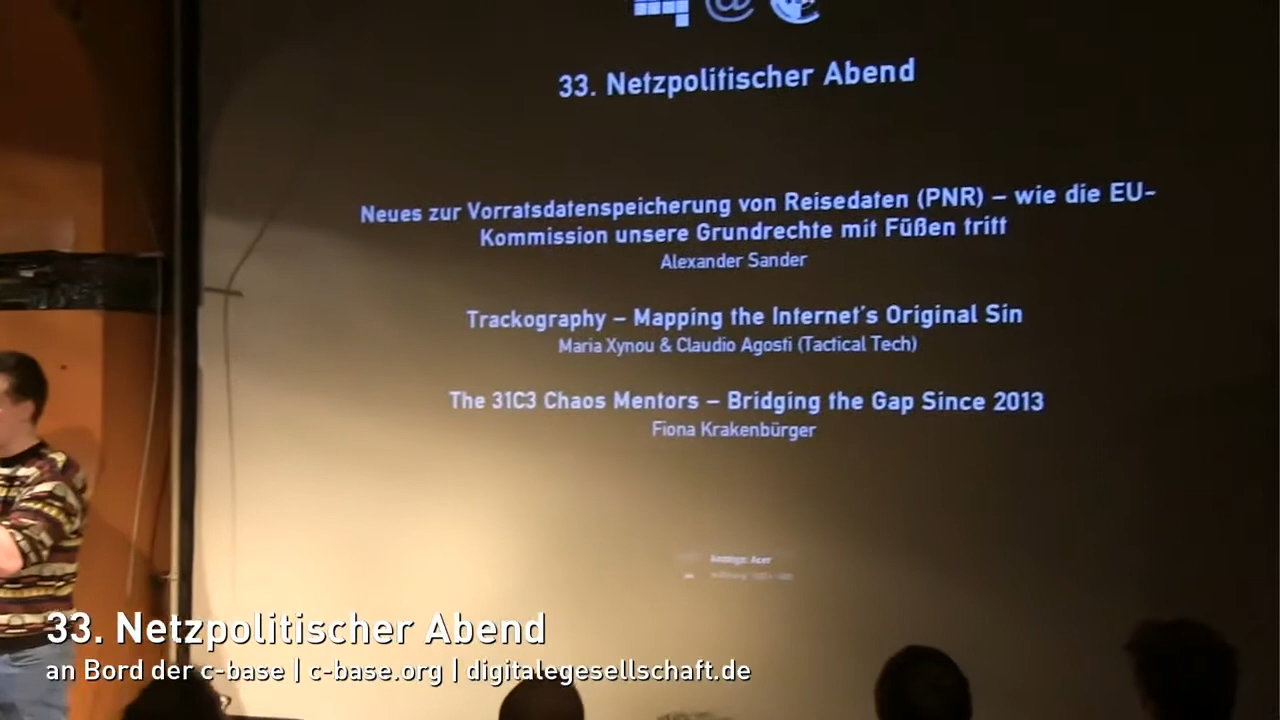 33. Netzpolitischer Abend
Neues zur Vorratsdatenspeicherung von Reisedaten (PNR) – wie die EU-
Kommission unsere Grundrechte mit Füßen tritt
Alexander Sander
Trackography – Mapping the Internet's Original Sin
Maria Xynou & Claudio Agosti (Tactical Tech)
The 31C3 Chaos Mentors – Bridging the Gap Since 2013
Fiona Krakenbürger
33. Netzpolitischer Abend
an Bord der c-base | c-base.org | digitalegesellschaft.de